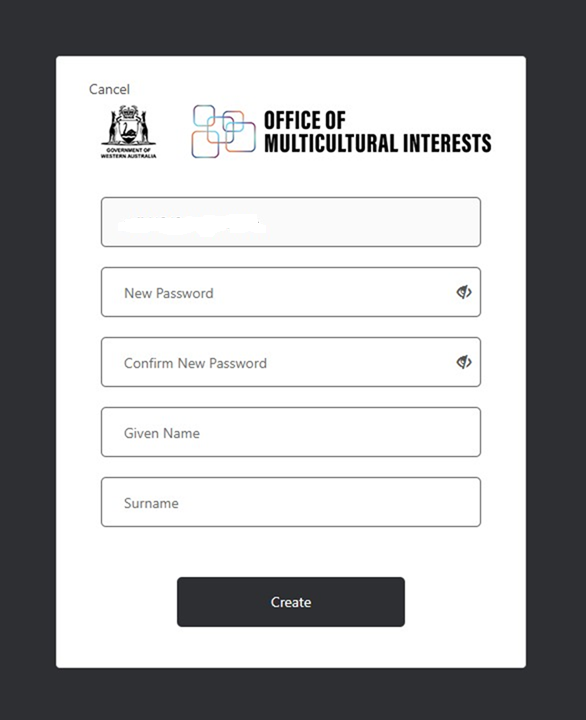 Cancel
GOVERNMENT OF
WESTERN AUSTRALIA
OFFICE OF
MULTICULTURAL INTERESTS
New Password
Confirm New Password
Given Name
Surname
Create